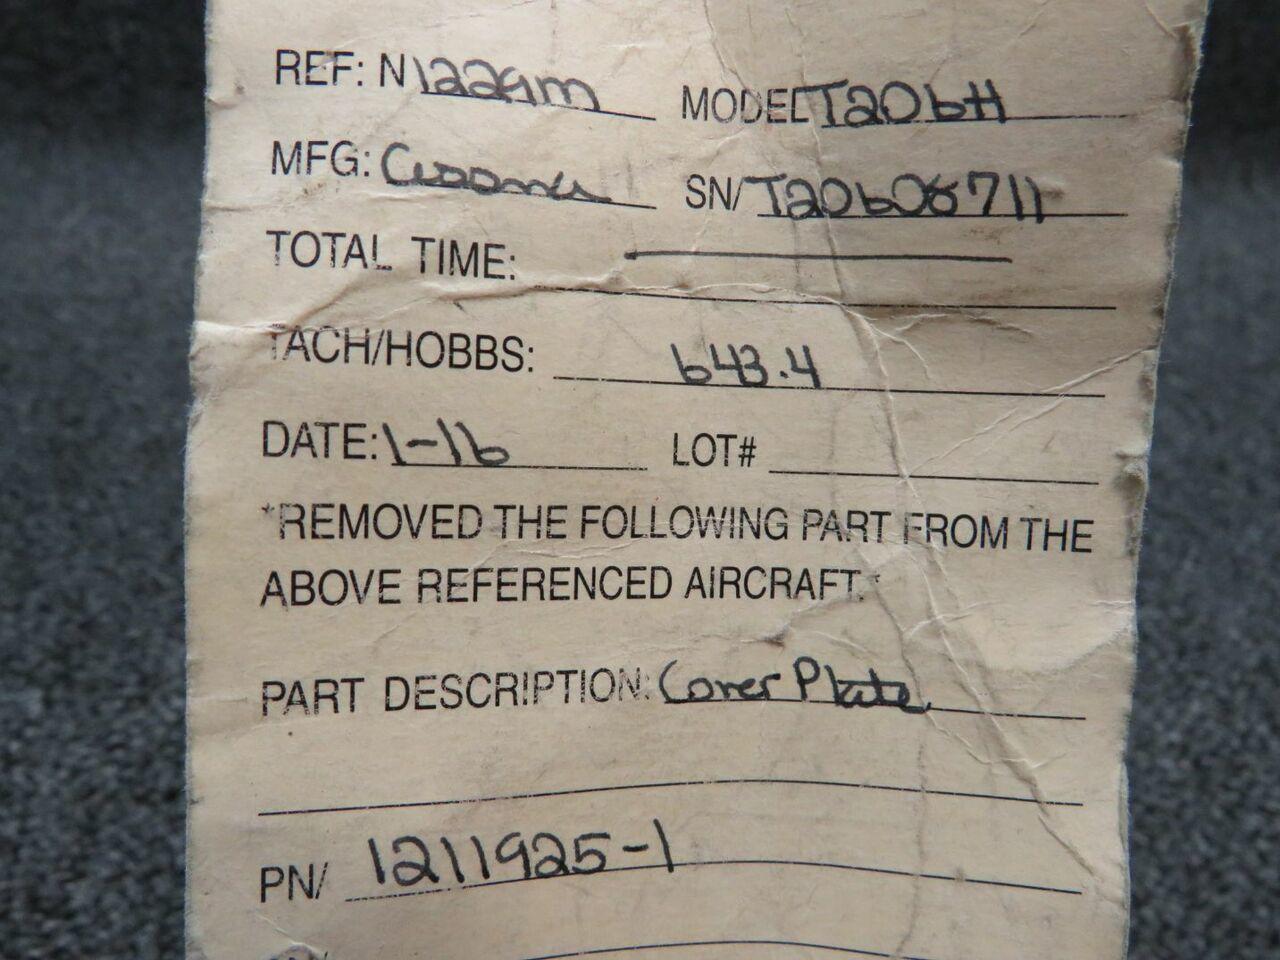 REF: N1229M MODEL T206H
MFG: Cessna SN/ T20608711
TOTAL TIME: —
TACH/HOBBS: 643.4
DATE: 1-16 LOT#
*REMOVED THE FOLLOWING PART FROM THE
ABOVE REFERENCED AIRCRAFT.*
PART DESCRIPTION: Cover Plate
PN/ 1211925-1